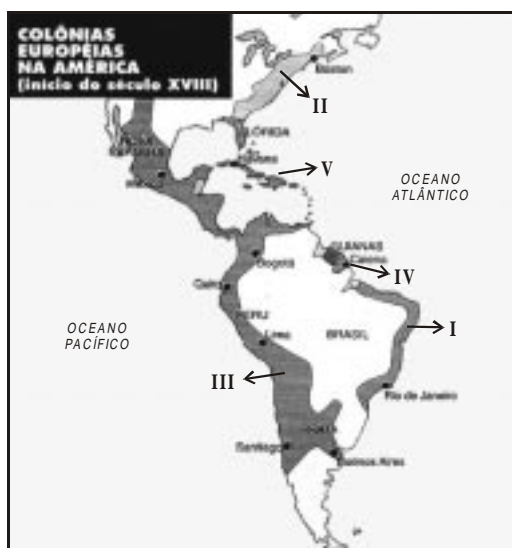 COLÔNIAS
EUROPÉIAS
NA AMÉRICA
(início do século XVIII)
Boston
II
FLÓRIDA
V
OCEANO
ATLÂNTICO
GUIANAS
Caiena
IV
Bogotá
Quito
PERU
BRASIL
I
OCEANO
PACÍFICO
Lima
III
Rio de Janeiro
Santiago
Buenos Aires